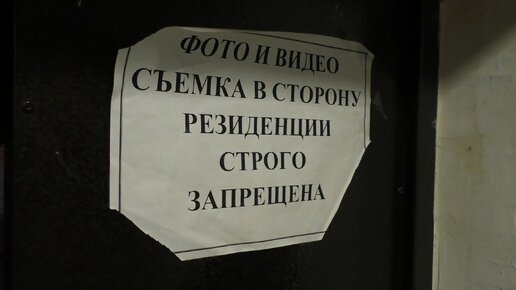 ФОТО И ВИДЕО
СЪЕМКА В СТОРОНУ
РЕЗИДЕНЦИИ
СТРОГО
ЗАПРЕЩЕНА